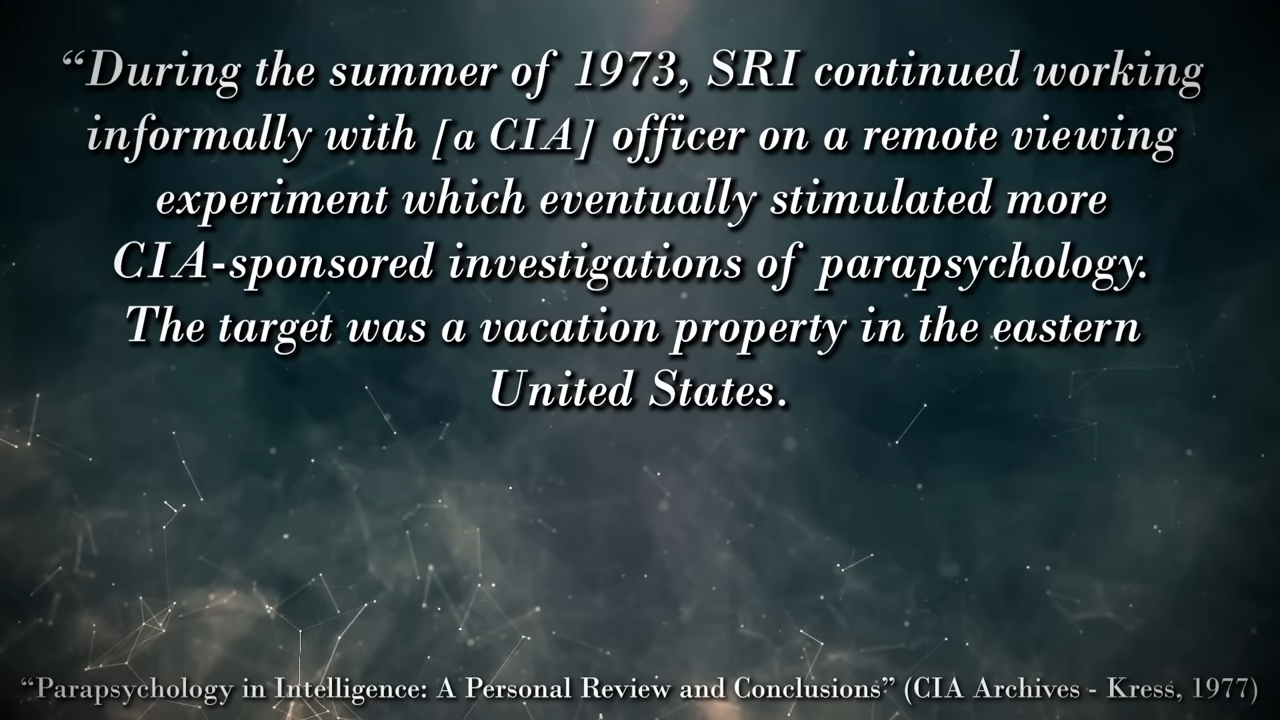 “During the summer of 1973, SRI continued working
informally with [a CIA] officer on a remote viewing
experiment which eventually stimulated more
CIA-sponsored investigations of parapsychology.
The target was a vacation property in the eastern
United States.
“Parapsychology in Intelligence: A Personal Review and Conclusions” (CIA Archives - Kress, 1977)